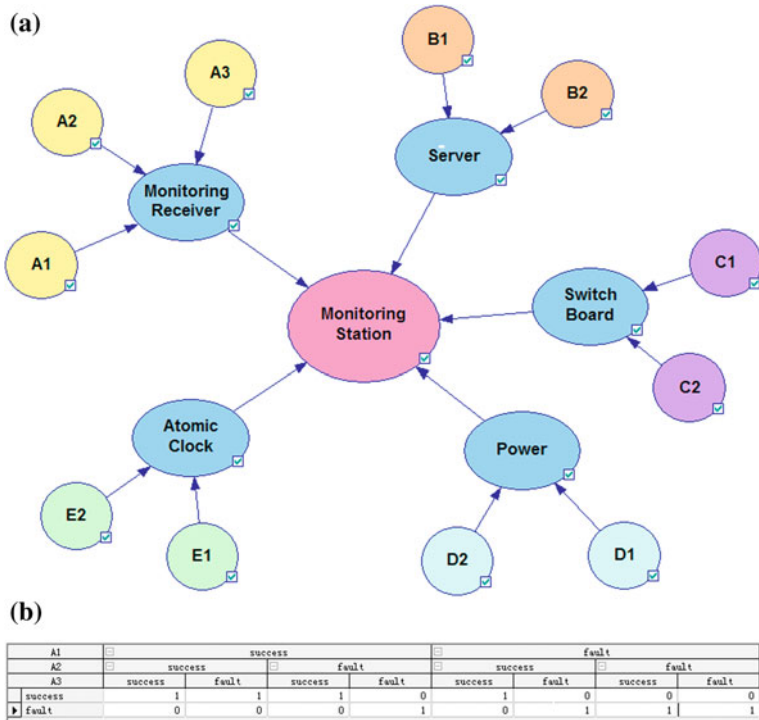 (a)
B1
A3
B2
A2
Server
Monitoring
Receiver
C1
A1
Switch
Board
Monitoring
Station
C2
Atomic
Clock
Power
E2
E1
D2
D1
(b)
A1 success fault
A2 success fault success fault
A3 success fault success fault success fault success fault
success 1 1 1 0 1 0 0 0
fault 0 0 0 1 0 1 1 1